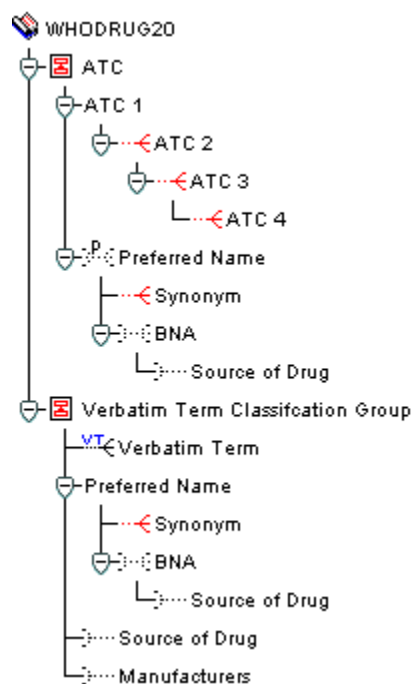 WHODRUG20
ATC
ATC 1
ATC 2
ATC 3
ATC 4
P
Preferred Name
Synonym
BNA
Source of Drug
Verbatim Term Classifcation Group
VT
Verbatim Term
Preferred Name
Synonym
BNA
Source of Drug
Source of Drug
Manufacturers